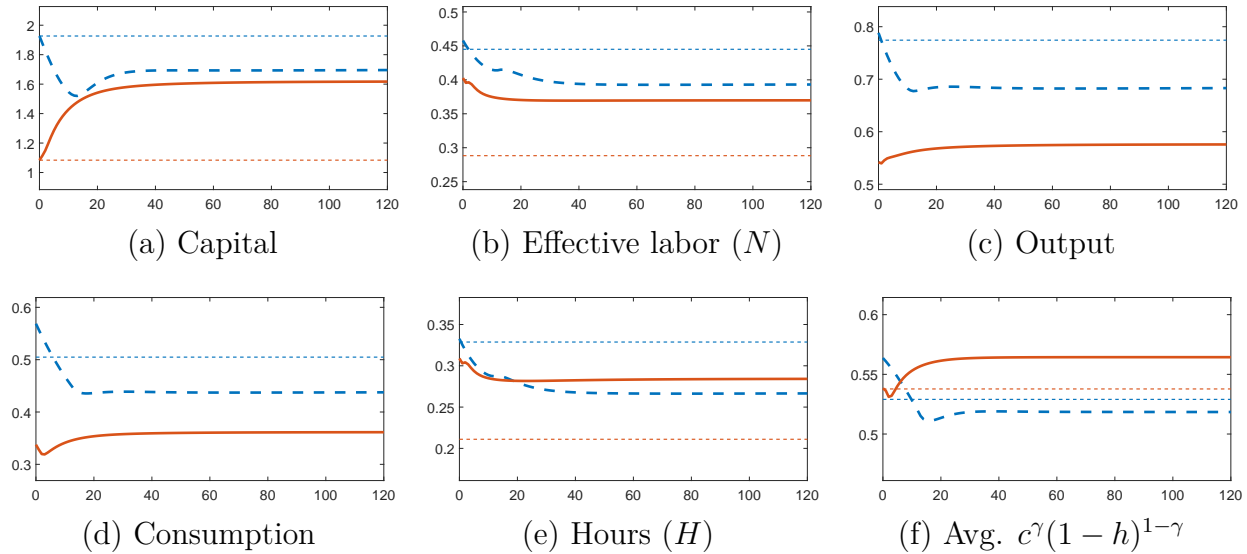 2
1.8
1.6
1.4
1.2
1
0 20 40 60 80 100 120
(a) Capital
0.45
0.4
0.35
0.3
0.25
0 20 40 60 80 100 120
(b) Effective labor (N)
0.8
0.7
0.6
0.5
0 20 40 60 80 100 120
(c) Output
0.6
0.5
0.4
0.3
0 20 40 60 80 100 120
(d) Consumption
0.35
0.3
0.25
0.2
0 20 40 60 80 100 120
(e) Hours (H)
0.6
0.55
0.5
0 20 40 60 80 100 120
(f) Avg. c^γ(1 − h)^{1−γ}